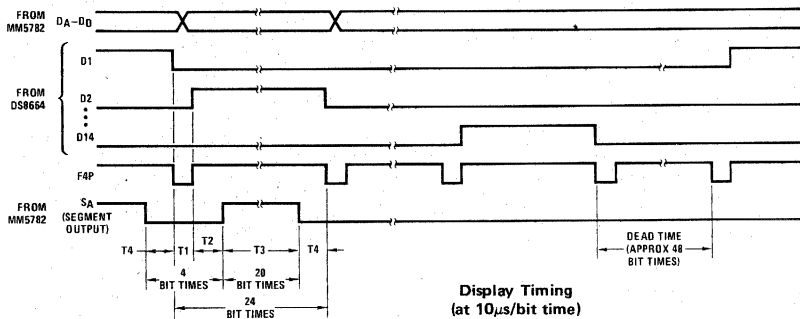 FROM
MM5782
DA–DD
FROM
DS8664
D1
D2
D14
F4P
FROM
MM5782
SA
(SEGMENT
OUTPUT)
T4
T1
T2
T3
T4
4
BIT TIMES
20
BIT TIMES
24
BIT TIMES
DEAD TIME
(APPROX 48
BIT TIMES)
Display Timing
(at 10μs/bit time)